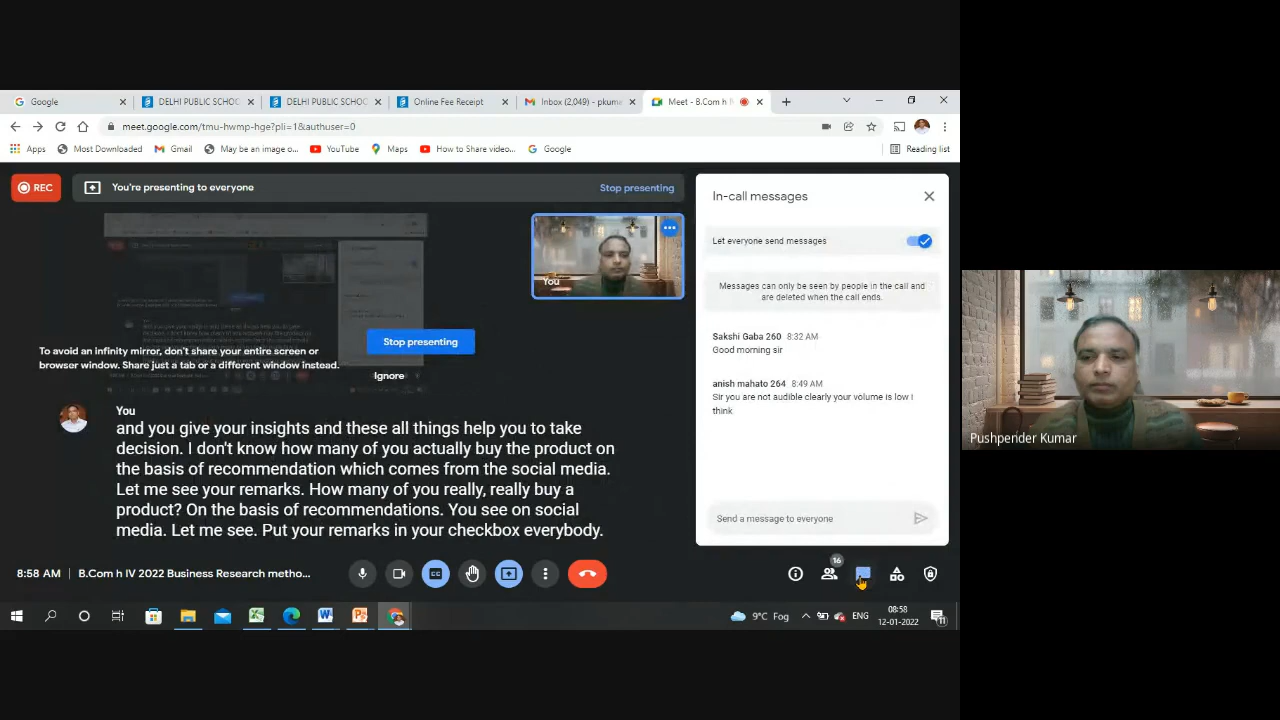 Google
DELHI PUBLIC SCHOO
DELHI PUBLIC SCHOO
Online Fee Receipt
Inbox (2,049) - pkuma
Meet - B.Com h I
meet.google.com/tmu-hwmp-hge?pli=1&authuser=0
Apps
Most Downloaded
Gmail
May be an image o...
YouTube
Maps
How to Share video...
Google
Reading list
REC
You're presenting to everyone
Stop presenting
You
Stop presenting
To avoid an infinity mirror, don't share your entire screen or
browser window. Share just a tab or a different window instead.
Ignore
You
and you give your insights and these all things help you to take
decision. I don't know how many of you actually buy the product on
the basis of recommendation which comes from the social media.
Let me see your remarks. How many of you really, really buy a
product? On the basis of recommendations. You see on social
media. Let me see. Put your remarks in your checkbox everybody.
In-call messages
Let everyone send messages
Messages can only be seen by people in the call and
are deleted when the call ends.
Sakshi Gaba 260 8:32 AM
Good morning sir
anish mahato 264 8:49 AM
Sir you are not audible clearly your volume is low I
think
Send a message to everyone
Pushpender Kumar
8:58 AM | B.Com h IV 2022 Business Research metho...
CC
16
9°C Fog
ENG
08:58
12-01-2022
11